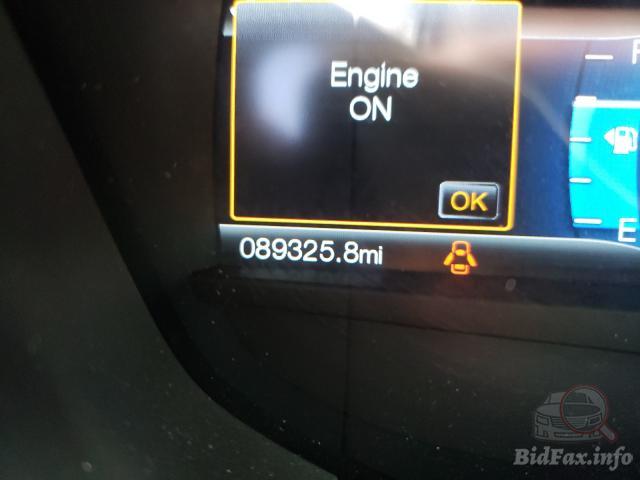 Engine
ON
OK
F
E
089325.8mi
BidFax.info